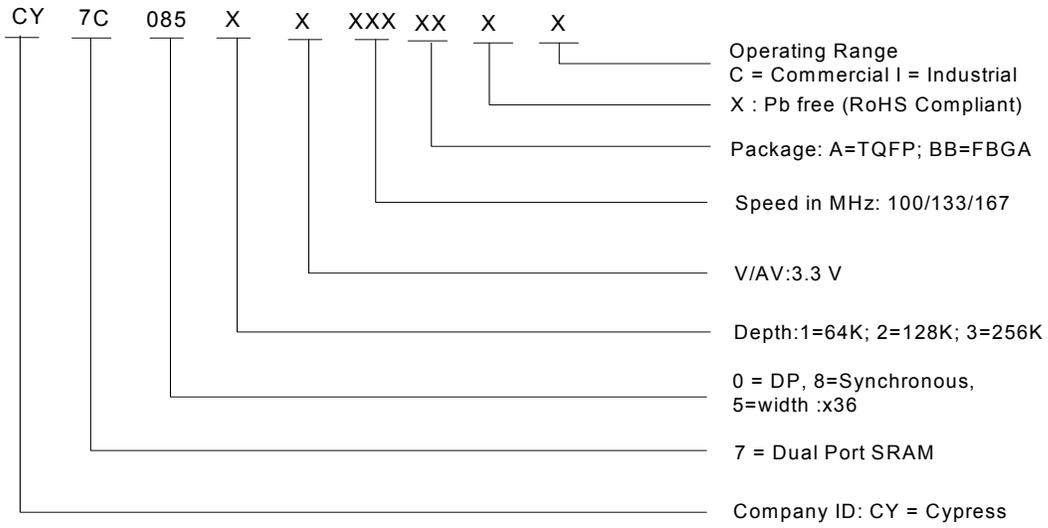 CY 7C 085 X X XXX XX X X
Operating Range
C = Commercial I = Industrial
X : Pb free (RoHS Compliant)
Package: A=TQFP; BB=FBGA
Speed in MHz: 100/133/167
V/AV:3.3 V
Depth:1=64K; 2=128K; 3=256K
0 = DP, 8=Synchronous,
5=width :x36
7 = Dual Port SRAM
Company ID: CY = Cypress